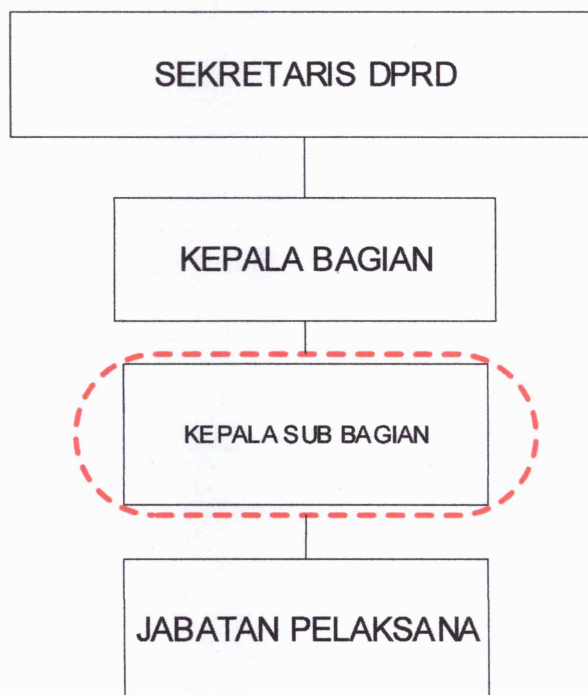 SEKRETARIS DPRD
KEPALA BAGIAN
KEPALA SUB BAGIAN
JABATAN PELAKSANA